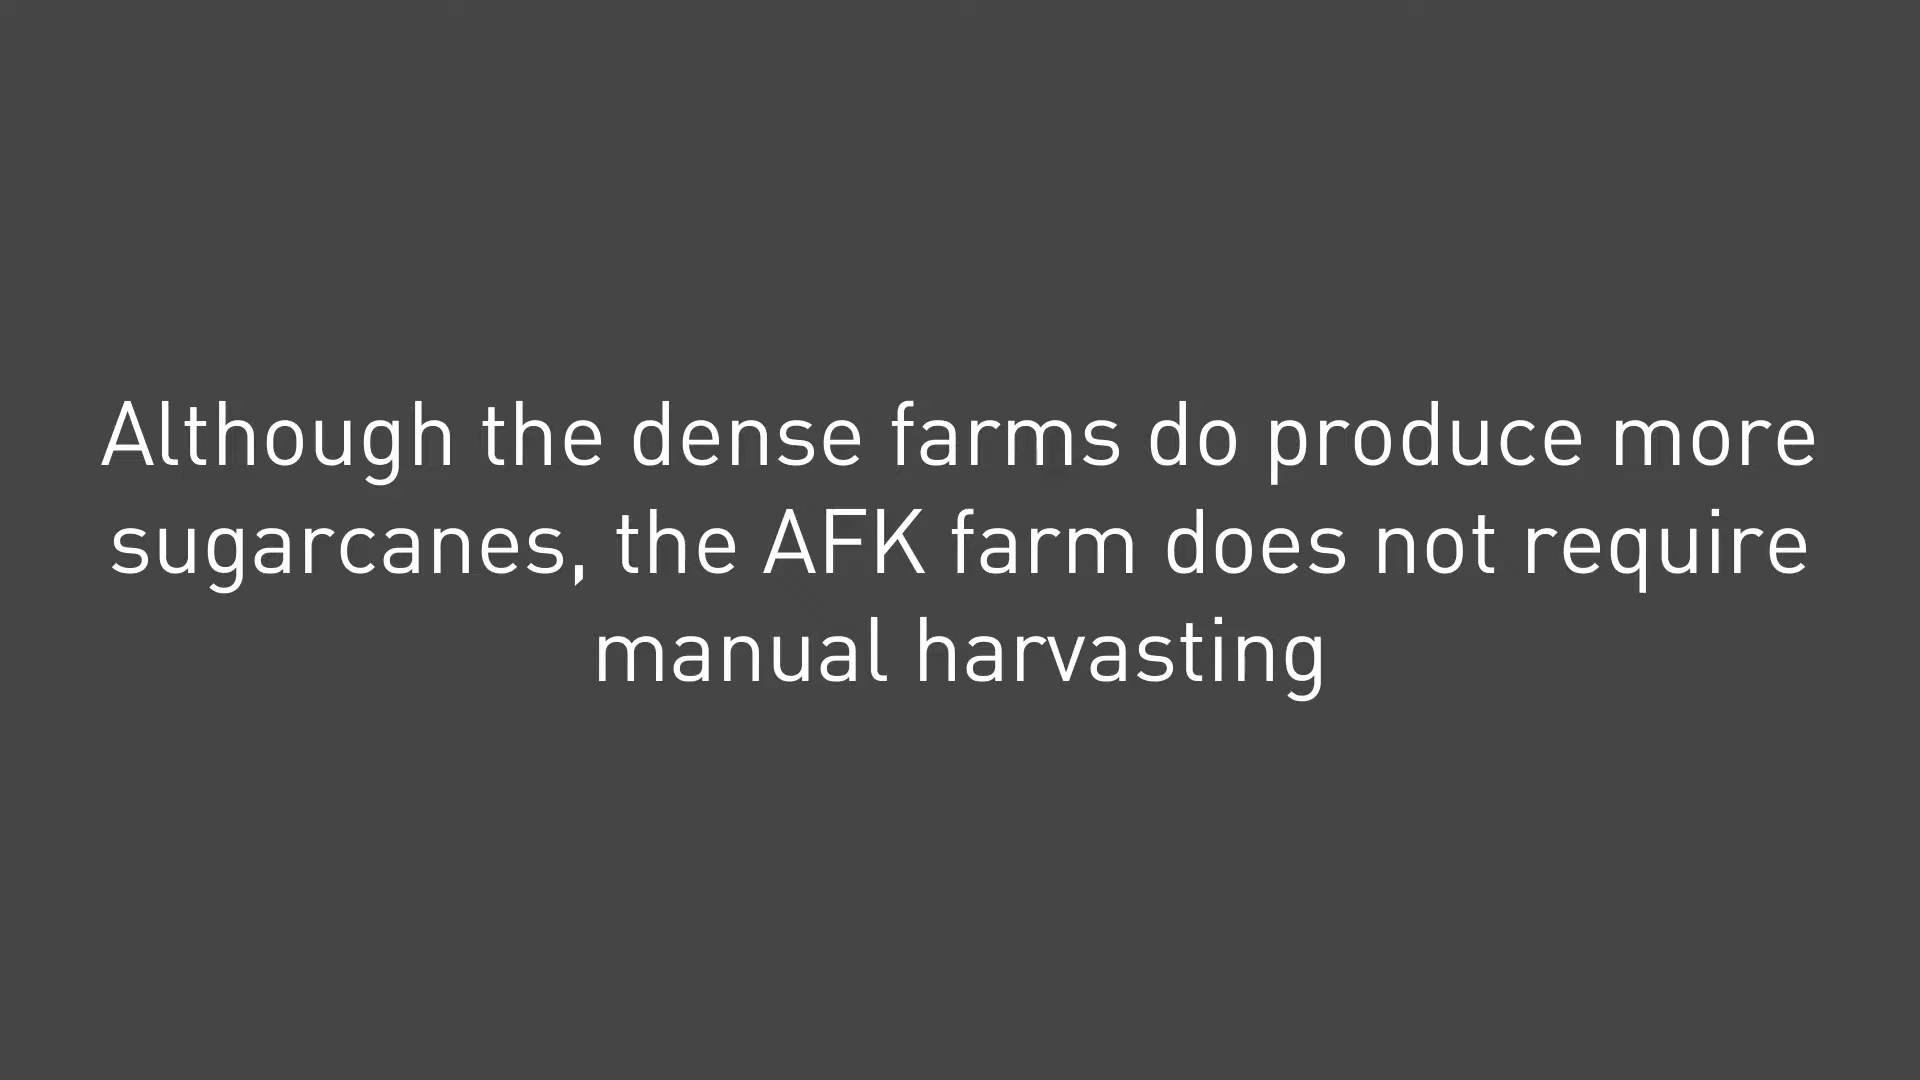 Although the dense farms do produce more
sugarcanes, the AFK farm does not require
manual harvasting